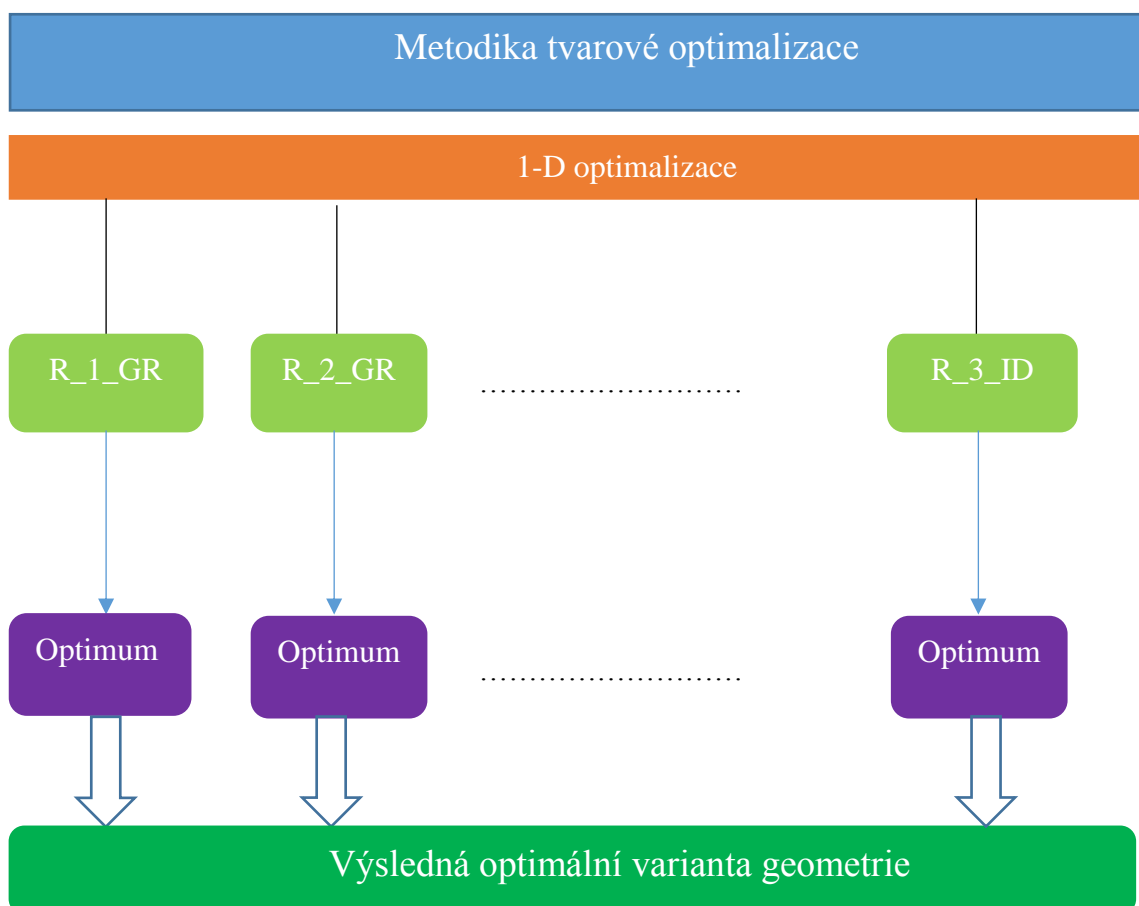 Metodika tvarové optimalizace
1-D optimalizace
R_1_GR
R_2_GR
..........................
R_3_ID
Optimum
Optimum
..........................
Optimum
Výsledná optimální varianta geometrie